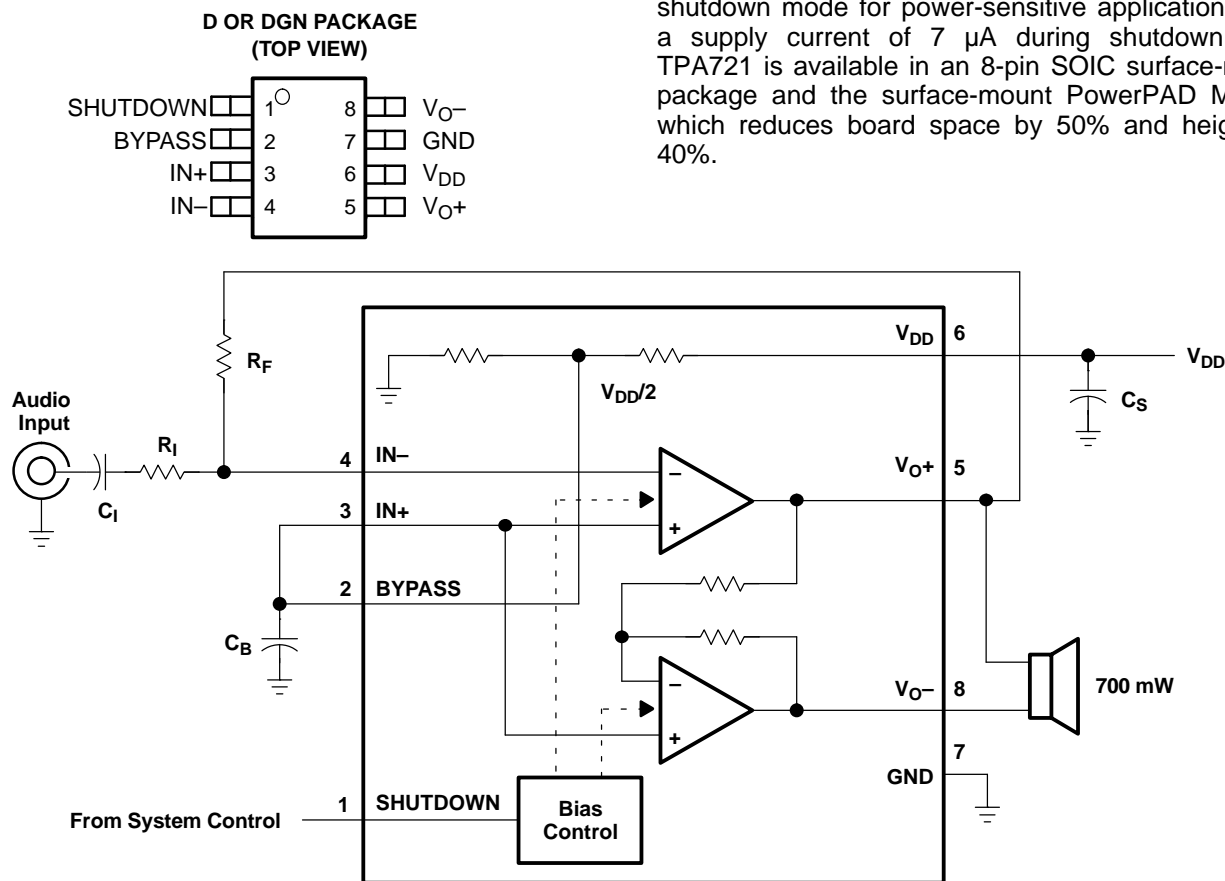 D OR DGN PACKAGE
(TOP VIEW)
SHUTDOWN 1 8 VO–
BYPASS 2 7 GND
IN+ 3 6 VDD
IN– 4 5 VO+
shutdown mode for power-sensitive application
a supply current of 7 µA during shutdown
TPA721 is available in an 8-pin SOIC surface-
package and the surface-mount PowerPAD M
which reduces board space by 50% and heig
40%.
VDD 6
VDD
RF
VDD/2
CS
Audio
Input
RI
CI
4 IN–
–
VO+ 5
3 IN+
+
2 BYPASS
CB
–
VO– 8
700 mW
+
7
GND
1 SHUTDOWN
Bias
Control
From System Control